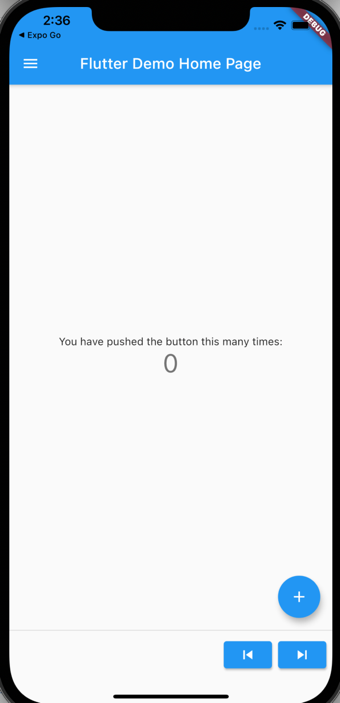 2:36
DEBUG
◀ Expo Go
Flutter Demo Home Page
You have pushed the button this many times:
0